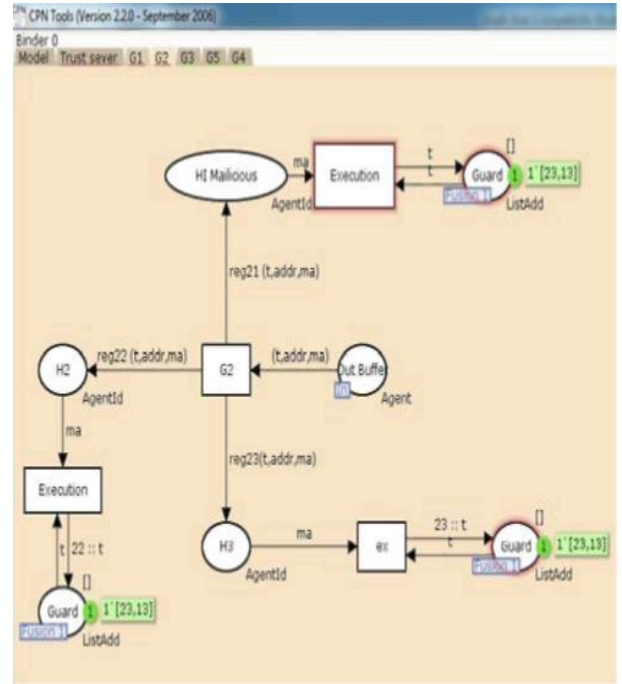 CPN Tools (Version 2.2.0 - September 2006)
Binder 0
Model Trust sever G1 G2 G3 G5 G4
HI Mailicious
ma
Execution
AgentId
t
t
[]
Guard
1
1`[23,13]
Fusion 1
ListAdd
reg21 (t,addr,ma)
H2
AgentId
reg22 (t,addr,ma)
G2
(t,addr,ma)
Out Buffe
In
Agent
ma
Execution
t
22 :: t
[]
Guard
1
1`[23,13]
Fusion 1
ListAdd
reg23(t,addr,ma)
H3
AgentId
ma
ex
23 :: t
t
[]
Guard
1
1`[23,13]
Fusion 1
ListAdd